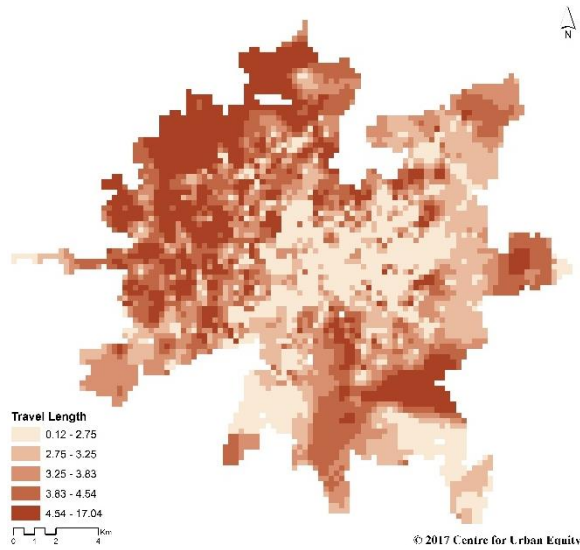 N
Travel Length
0.12 - 2.75
2.75 - 3.25
3.25 - 3.83
3.83 - 4.54
4.54 - 17.04
Km
0 1 2 4
© 2017 Centre for Urban Equity